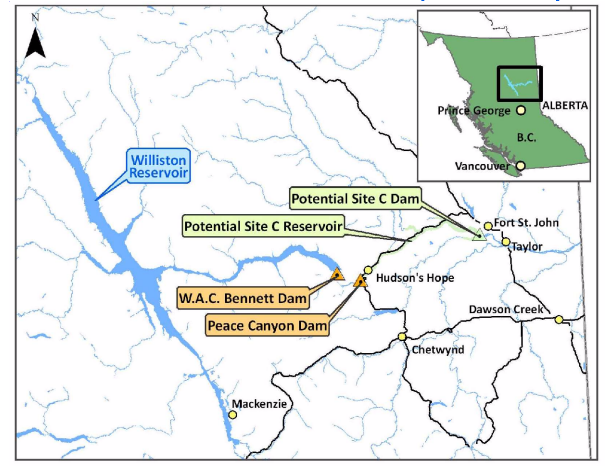 N
ALBERTA
Prince George
B.C.
Vancouver
Williston
Reservoir
Potential Site C Dam
Potential Site C Reservoir
Fort St. John
Taylor
Hudson's Hope
W.A.C. Bennett Dam
Peace Canyon Dam
Dawson Creek
Chetwynd
Mackenzie